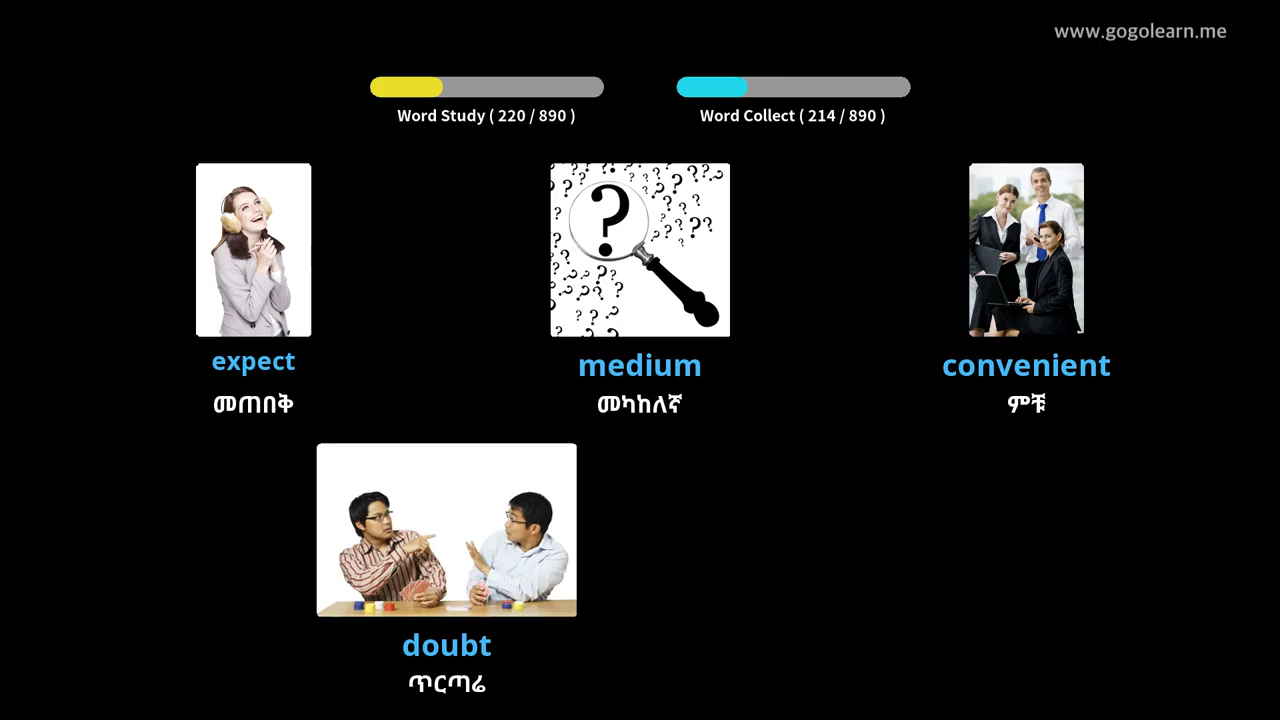 www.gogolearn.me
Word Study ( 220 / 890 )
Word Collect ( 214 / 890 )
expect
medium
convenient
መጠበቅ
መካከለኛ
ምቹ
doubt
ጥርጣሬ